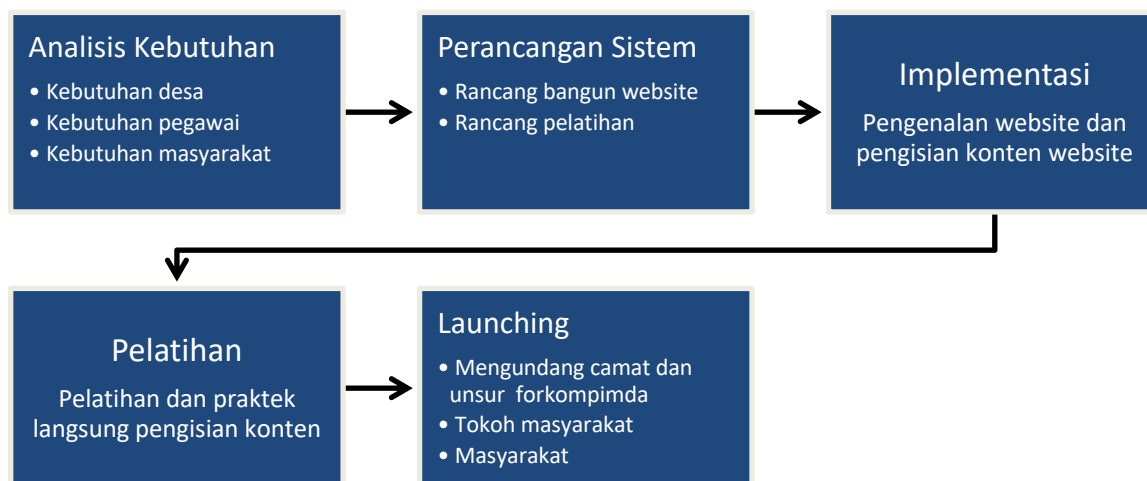 Analisis Kebutuhan
• Kebutuhan desa
• Kebutuhan pegawai
• Kebutuhan masyarakat
Perancangan Sistem
• Rancang bangun website
• Rancang pelatihan
Implementasi
Pengenalan website dan
pengisian konten website
Pelatihan
Pelatihan dan praktek
langsung pengisian konten
Launching
• Mengundang camat dan
unsur forkompimda
• Tokoh masyarakat
• Masyarakat